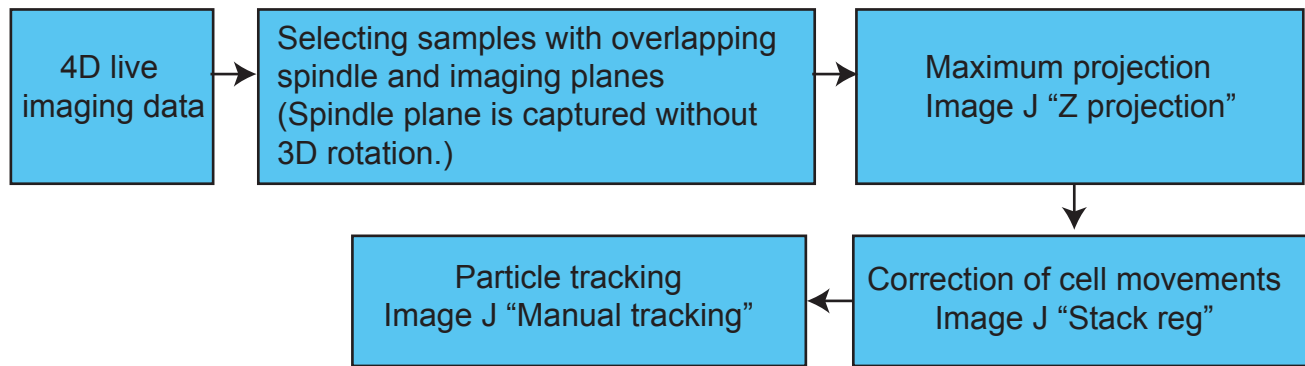 4D live
imaging data
Selecting samples with overlapping
spindle and imaging planes
(Spindle plane is captured without
3D rotation.)
Maximum projection
Image J “Z projection”
Correction of cell movements
Image J “Stack reg”
Particle tracking
Image J “Manual tracking”